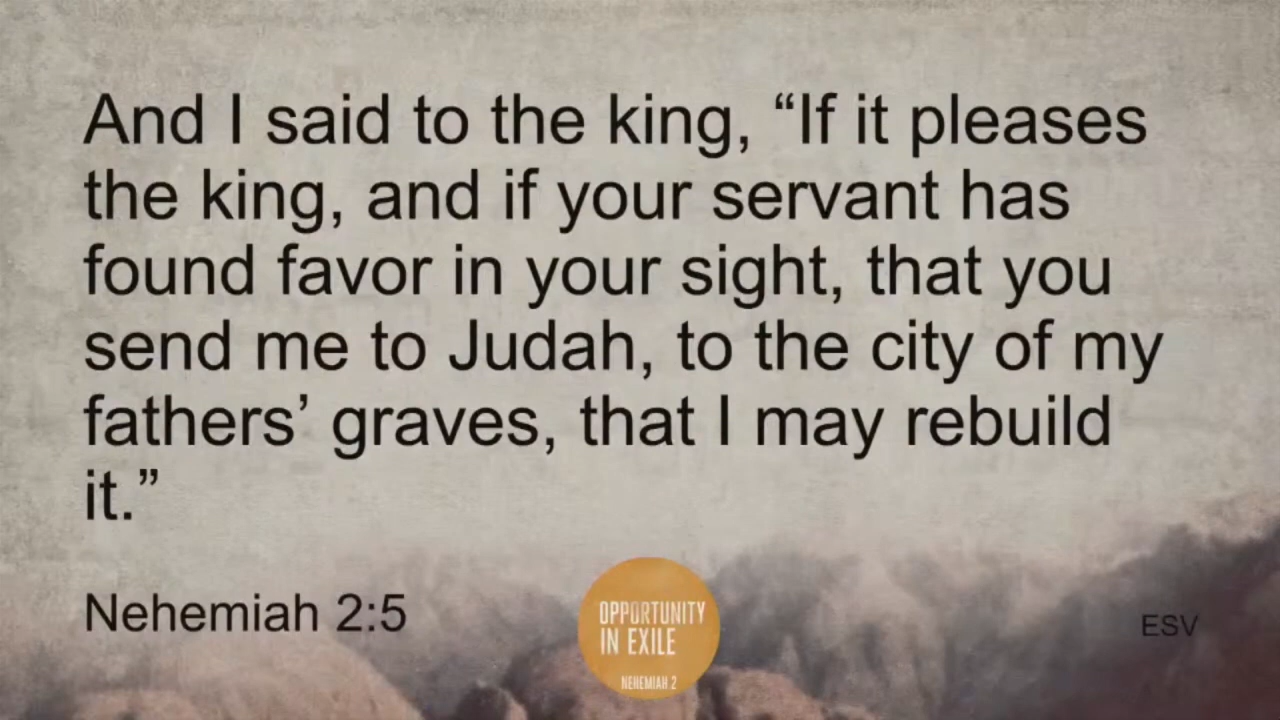 And I said to the king, “If it pleases
the king, and if your servant has
found favor in your sight, that you
send me to Judah, to the city of my
fathers’ graves, that I may rebuild
it.”
Nehemiah 2:5
OPPORTUNITY
IN EXILE
NEHEMIAH 2
ESV